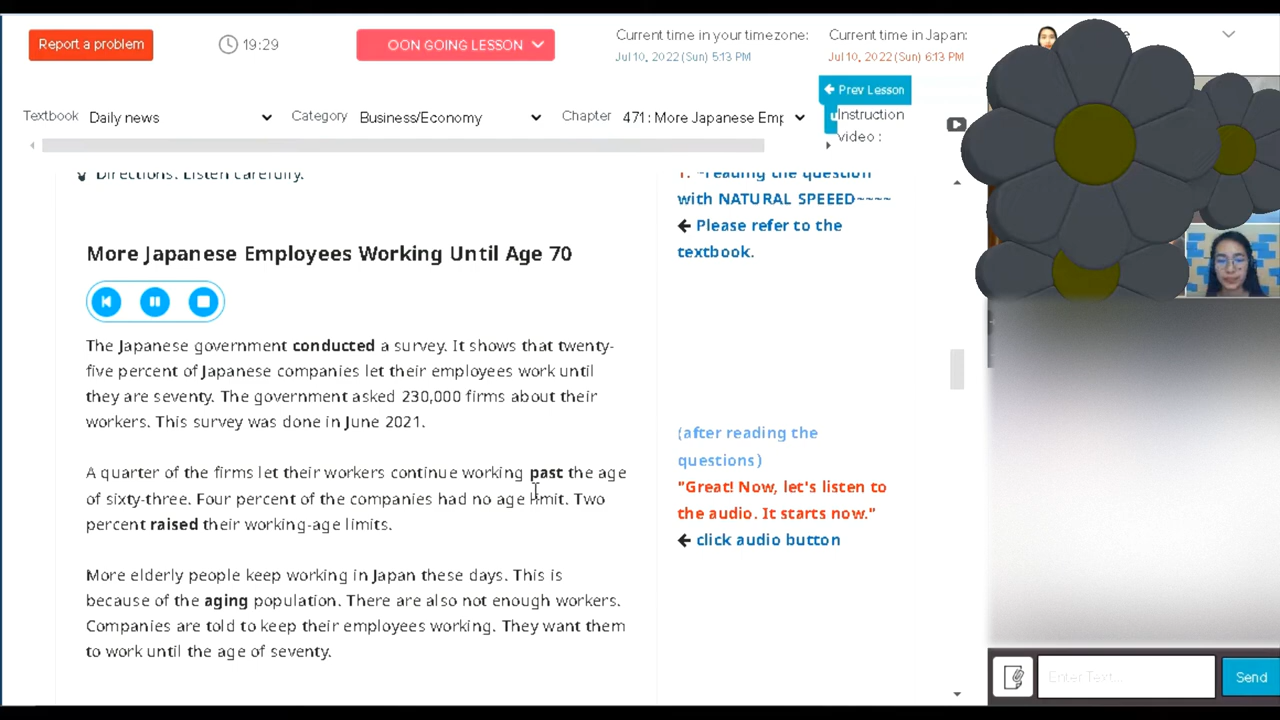 Report a problem
19:29
OON GOING LESSON
Current time in your timezone:
Jul 10, 2022 (Sun) 5:13 PM
Current time in Japan:
Jul 10, 2022 (Sun) 6:13 PM
Prev Lesson
Textbook Daily news
Category Business/Economy
Chapter 471: More Japanese Emp
Instruction
video :
Directions: Listen carefully.
1. ~reading the question
with NATURAL SPEEED~~~~
← Please refer to the
textbook.
More Japanese Employees Working Until Age 70
The Japanese government conducted a survey. It shows that twenty-
five percent of Japanese companies let their employees work until
they are seventy. The government asked 230,000 firms about their
workers. This survey was done in June 2021.
A quarter of the firms let their workers continue working past the age
of sixty-three. Four percent of the companies had no age limit. Two
percent raised their working-age limits.
More elderly people keep working in Japan these days. This is
because of the aging population. There are also not enough workers.
Companies are told to keep their employees working. They want them
to work until the age of seventy.
(after reading the
questions)
"Great! Now, let's listen to
the audio. It starts now."
← click audio button
Enter Text...
Send